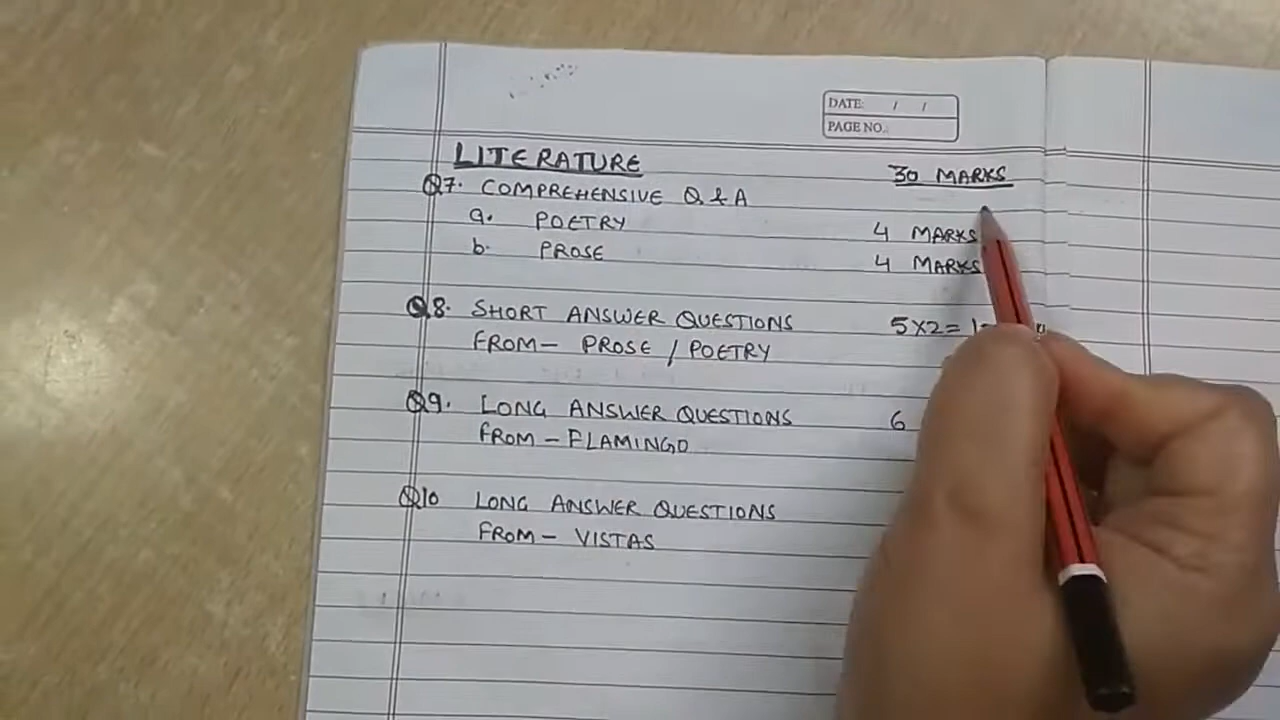 DATE: / /
PAGE NO.:
LITERATURE 30 MARKS
Q7. COMPREHENSIVE Q & A
a. POETRY 4 MARKS
b. PROSE 4 MARKS
Q8. SHORT ANSWER QUESTIONS 5X2=
FROM - PROSE / POETRY
Q9. LONG ANSWER QUESTIONS 6
FROM - FLAMINGO
Q10 LONG ANSWER QUESTIONS
FROM - VISTAS